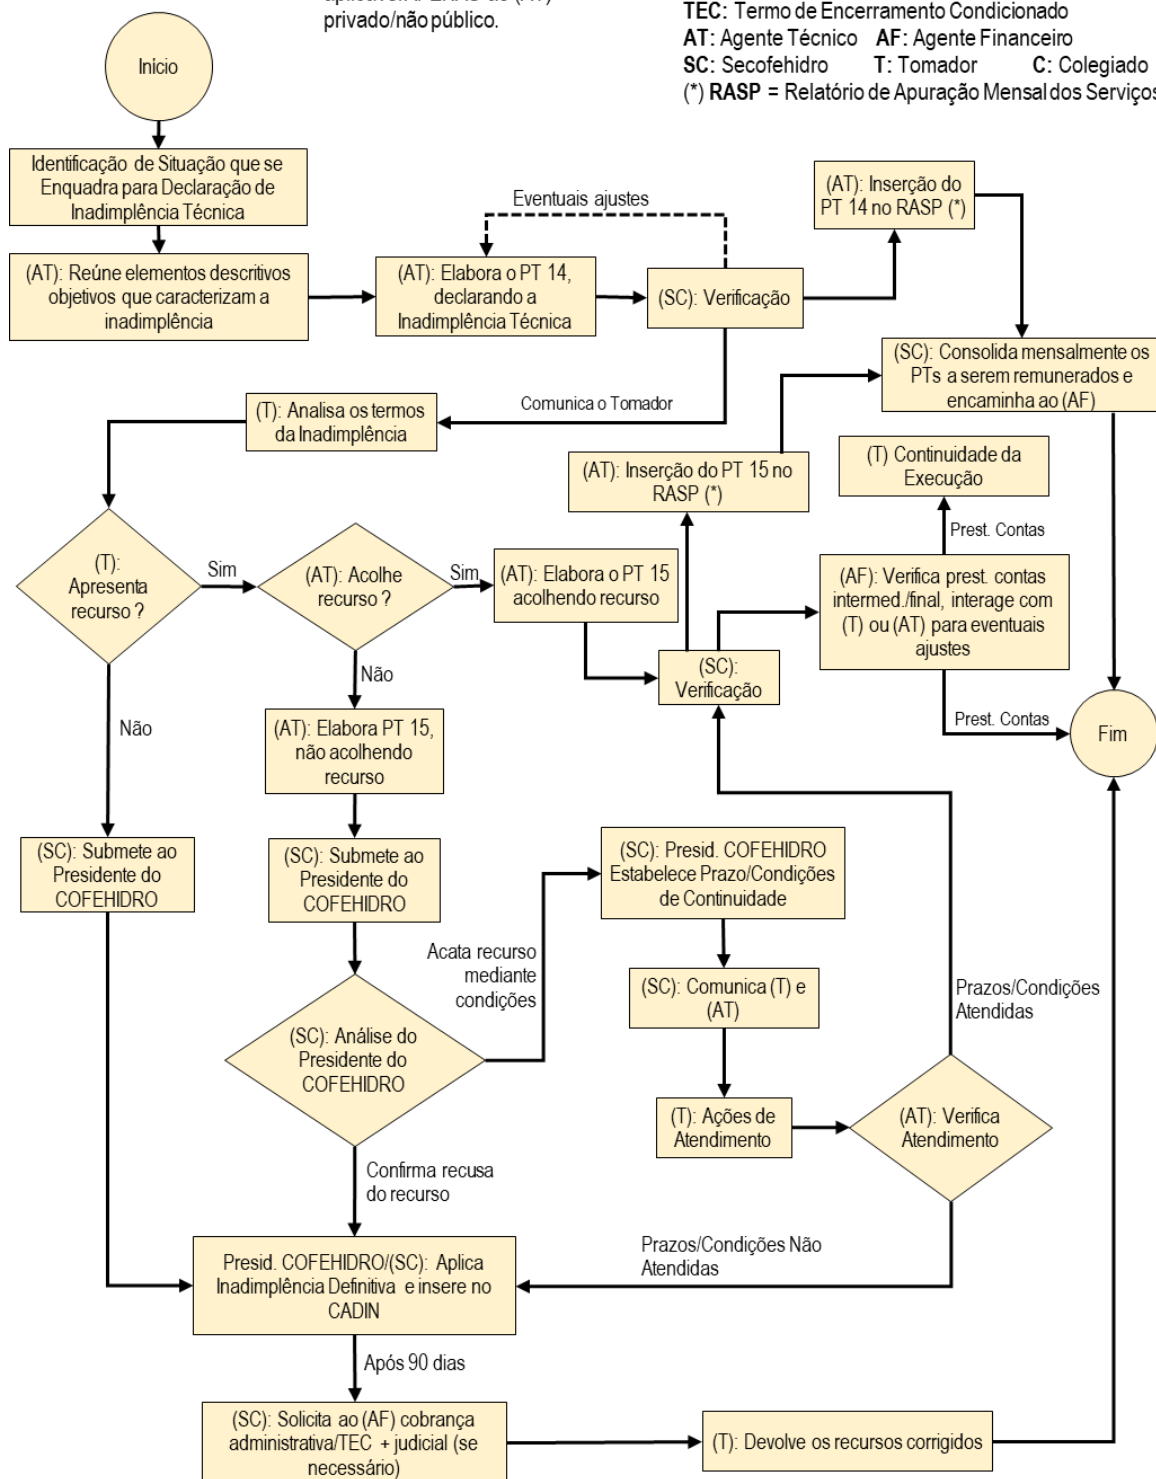 privado/não público.
TEC: Termo de Encerramento Condicionado
AT: Agente Técnico AF: Agente Financeiro
SC: Secofehidro T: Tomador C: Colegiado
(*) RASP = Relatório de Apuração Mensal dos Serviços
Início
Identificação de Situação que se
Enquadra para Declaração de
Inadimplência Técnica
(AT): Reúne elementos descritivos
objetivos que caracterizam a
inadimplência
Eventuais ajustes
(AT): Elabora o PT 14,
declarando a
Inadimplência Técnica
(SC): Verificação
(AT): Inserção do
PT 14 no RASP (*)
(SC): Consolida mensalmente os
PTs a serem remunerados e
encaminha ao (AF)
Comunica o Tomador
(T): Analisa os termos
da Inadimplência
(AT): Inserção do PT 15 no
RASP (*)
(T) Continuidade da
Execução
Prest. Contas
(T):
Apresenta
recurso ?
Sim
(AT): Acolhe
recurso ?
Sim
(AT): Elabora o PT 15
acolhendo recurso
(AF): Verifica prest. contas
intermed./final, interage com
(T) ou (AT) para eventuais
ajustes
(SC):
Verificação
Não
Não
(AT): Elabora PT 15,
não acolhendo
recurso
Prest. Contas
Fim
(SC): Submete ao
Presidente do
COFEHIDRO
(SC): Submete ao
Presidente do
COFEHIDRO
(SC): Presid. COFEHIDRO
Estabelece Prazo/Condições
de Continuidade
Acata recurso
mediante
condições
(SC): Comunica (T) e
(AT)
Prazos/Condições
Atendidas
(SC): Análise do
Presidente do
COFEHIDRO
(T): Ações de
Atendimento
(AT): Verifica
Atendimento
Confirma recusa
do recurso
Presid. COFEHIDRO/(SC): Aplica
Inadimplência Definitiva e insere no
CADIN
Prazos/Condições Não
Atendidas
Após 90 dias
(SC): Solicita ao (AF) cobrança
administrativa/TEC + judicial (se
necessário)
(T): Devolve os recursos corrigidos